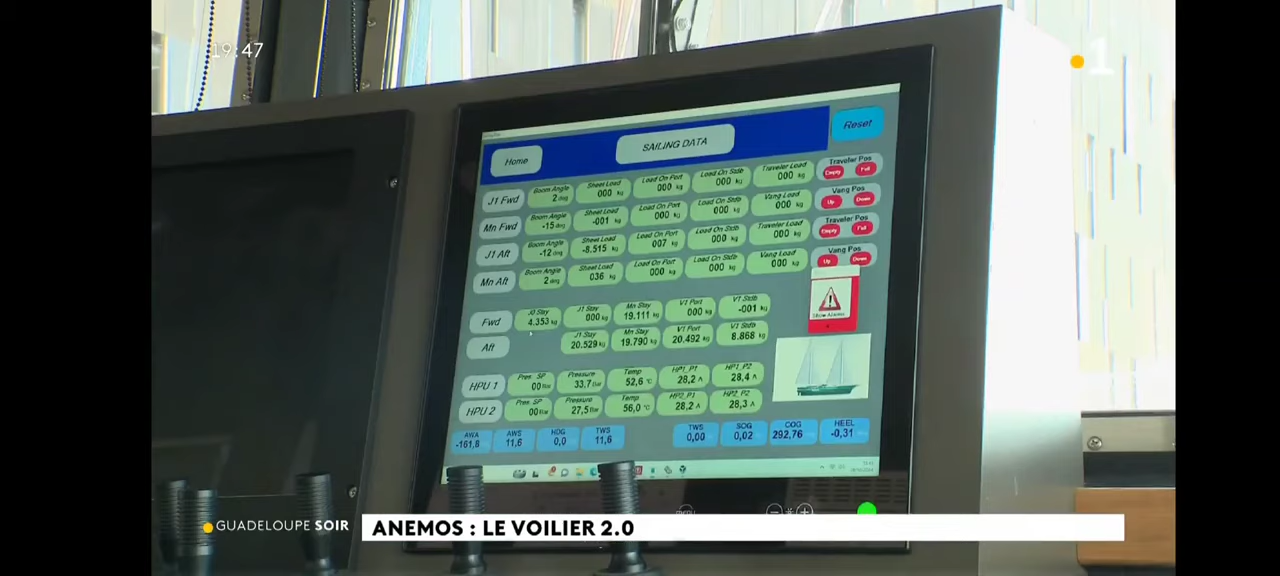 19:47
1
Reset
SAILING DATA
Home
J1 Fwd Boom Angle 2 deg Sheet Load 000 kg Load On Port 000 kg Load On Stdb 000 kg Traveler Load 000 kg Traveler Pos Empty Full
Mn Fwd Boom Angle -15 deg Sheet Load -001 kg Load On Port 000 kg Load On Stdb 000 kg Vang Load 000 kg Vang Pos Up Down
J1 Aft Boom Angle -12 deg Sheet Load -8.515 kg Load On Port 007 kg Load On Stdb 000 kg Traveler Load 000 kg Traveler Pos Empty Full
Mn Aft Boom Angle 2 deg Sheet Load 036 kg Load On Port 000 kg Load On Stdb 000 kg Vang Load 000 kg Vang Pos Up Down
Fwd J0 Stay 4.353 kg J1 Stay 000 kg Mn Stay 19.111 kg V1 Port 000 kg V1 Stdb -001 kg
Show Alarms
Aft J1 Stay 20.529 kg Mn Stay 19.790 kg V1 Port 20.492 kg V1 Stdb 8.868 kg
HPU 1 Pres. SP 00 Bar Pressure 33,7 Bar Temp 52,6 °C HP1_P1 28,2 A HP1_P2 28,4 A
HPU 2 Pres. SP 00 Bar Pressure 27,5 Bar Temp 56,0 °C HP2_P1 28,2 A HP2_P2 28,3 A
AWA -161,8 AWS 11,6 HDG 0,0 TWS 11,6 TWS 0,00 SOG 0,02 COG 292,76 HEEL -0,31
menu
GUADELOUPE SOIR
ANEMOS : LE VOILIER 2.0